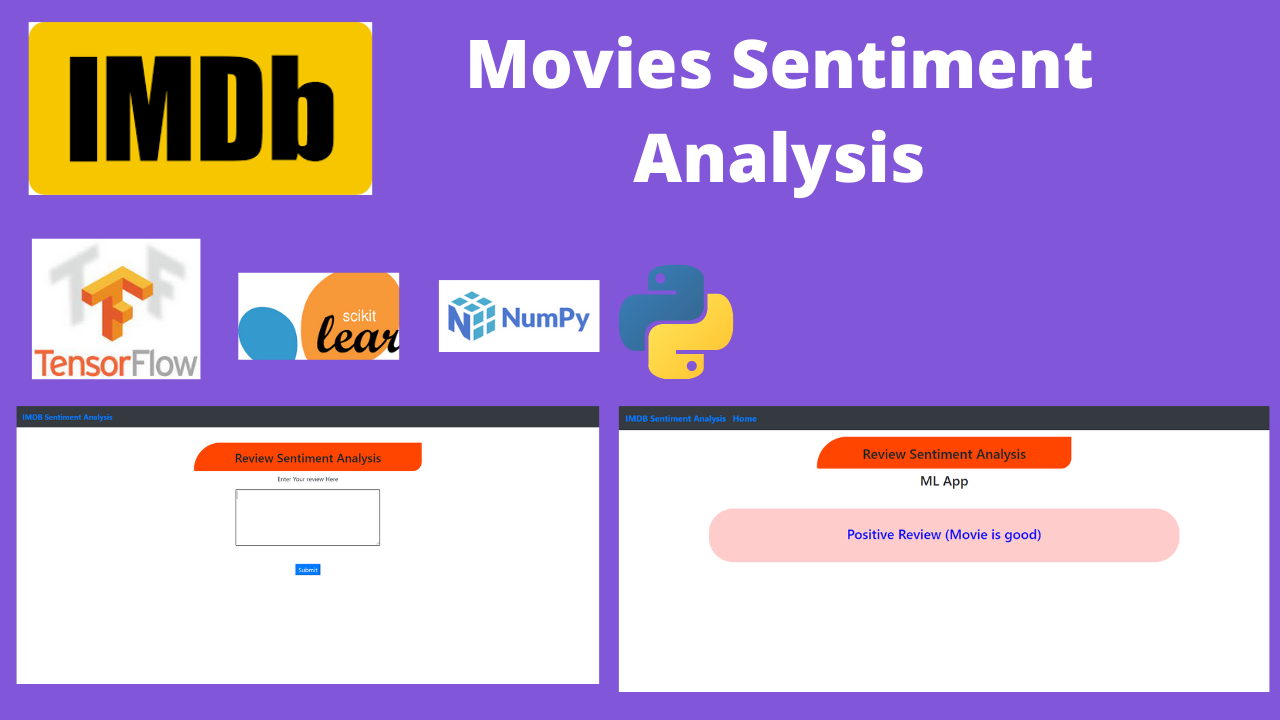 IMDb
Movies Sentiment
Analysis
TensorFlow
scikit
lear
NumPy
IMDB Sentiment Analysis
Review Sentiment Analysis
Enter Your review Here
Submit
IMDB Sentiment Analysis Home
Review Sentiment Analysis
ML App
Positive Review (Movie is good)